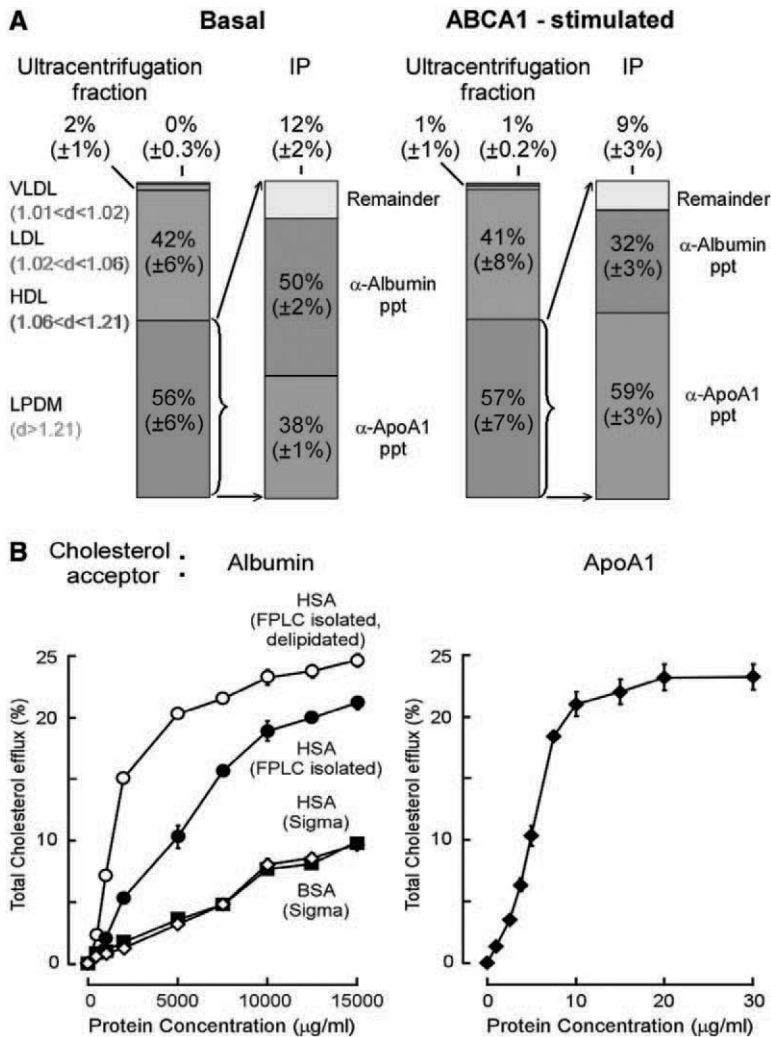 A
Basal
ABCA1 - stimulated
Ultracentrifugation
fraction
IP
Ultracentrifugation
fraction
IP
2%
(±1%)
0%
(±0.3%)
12%
(±2%)
1%
(±1%)
1%
(±0.2%)
9%
(±3%)
VLDL
(1.01<d<1.02)
LDL
(1.02<d<1.06)
HDL
(1.06<d<1.21)
LPDM
(d>1.21)
42%
(±6%)
56%
(±6%)
50%
(±2%)
38%
(±1%)
Remainder
α-Albumin
ppt
α-ApoA1
ppt
41%
(±8%)
57%
(±7%)
32%
(±3%)
59%
(±3%)
Remainder
α-Albumin
ppt
α-ApoA1
ppt
B
Cholesterol
acceptor :
Albumin
ApoA1
HSA
(FPLC isolated,
delipidated)
HSA
(FPLC isolated)
HSA
(Sigma)
BSA
(Sigma)
Total Cholesterol efflux (%)
25
20
10
0
0 5000 10000 15000
Protein Concentration (μg/ml)
Total Cholesterol efflux (%)
25
20
10
0
0 10 20 30
Protein Concentration (μg/ml)